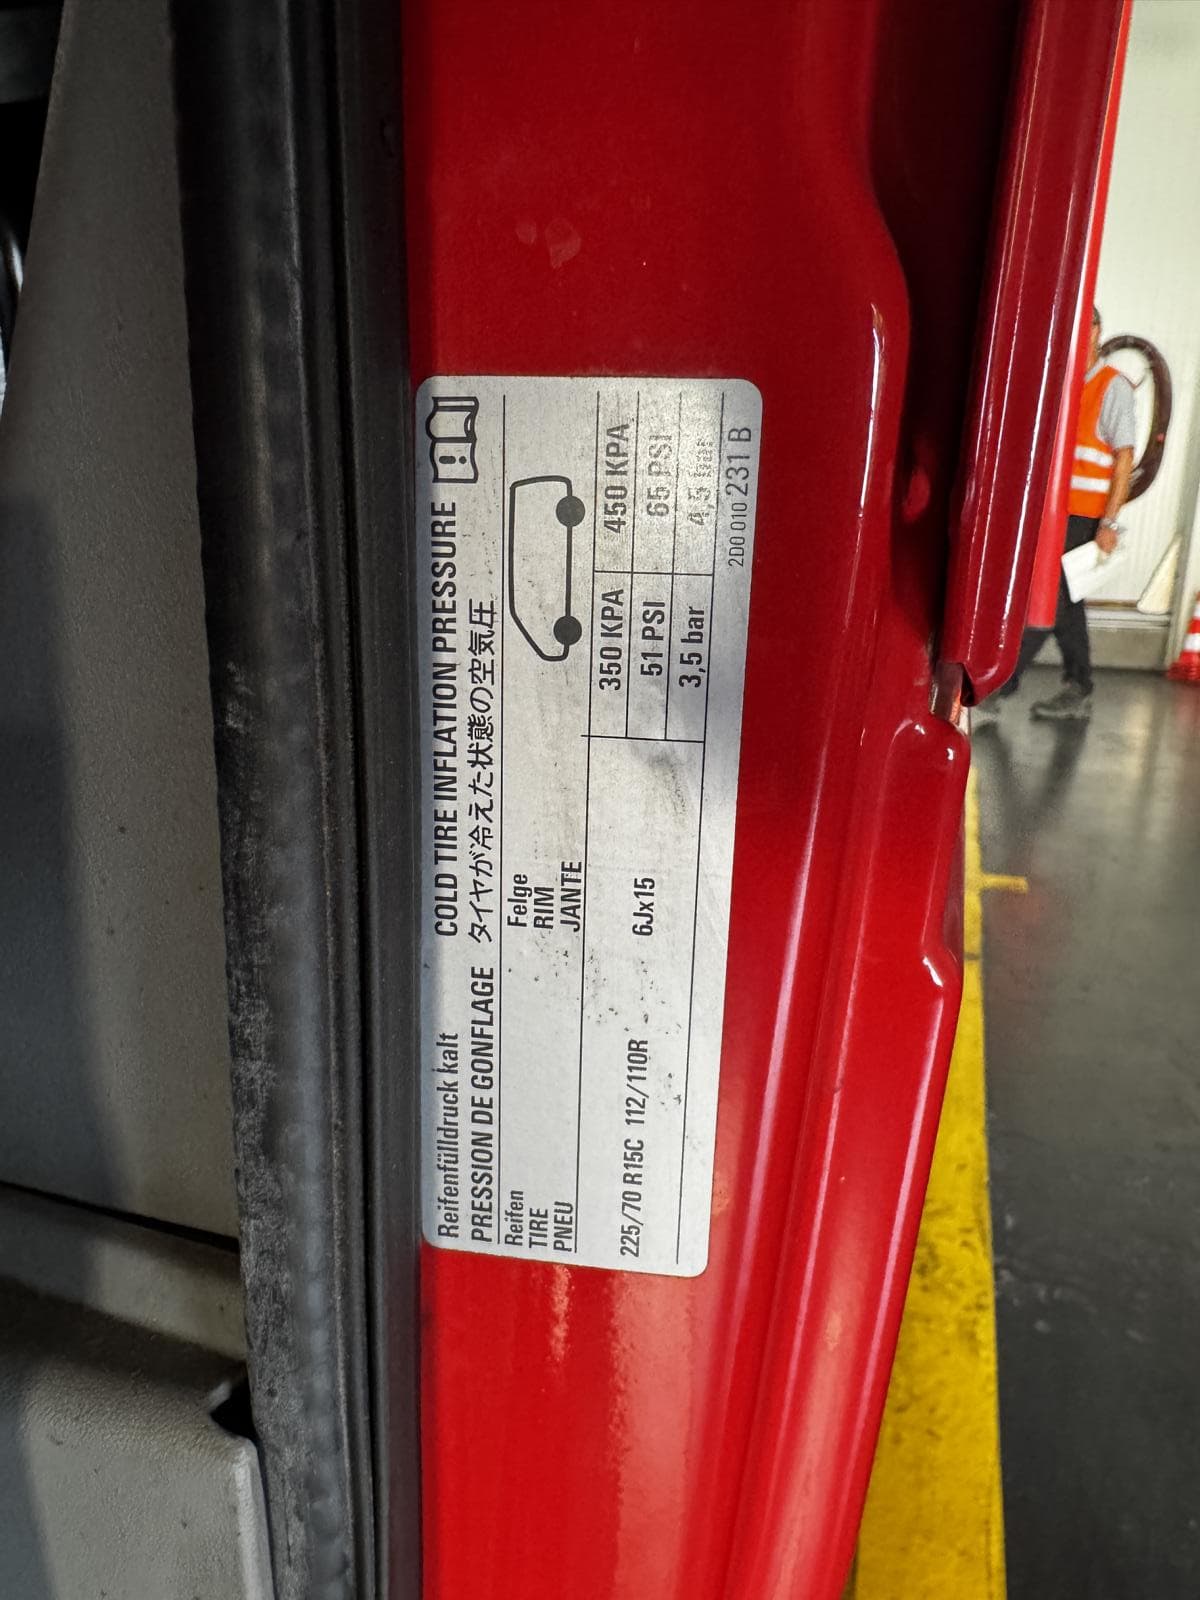 Reifenfülldruck kalt COLD TIRE INFLATION PRESSURE
PRESSION DE GONFLAGE タイヤが冷えた状態の空気圧
Reifen Felge
TIRE RIM
PNEU JANTE
350 KPA 450 KPA
225/70 R15C 112/110R 6Jx15 51 PSI 65 PSI
3,5 bar 4,5 bar
2D0 010 231 B